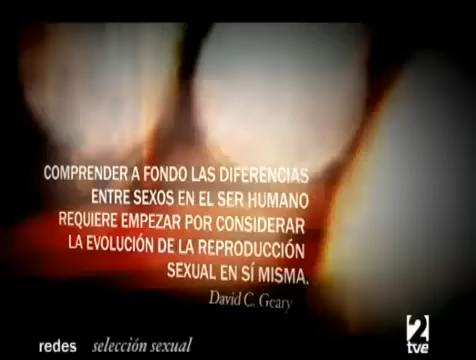 COMPRENDER A FONDO LAS DIFERENCIAS
ENTRE SEXOS EN EL SER HUMANO
REQUIERE EMPEZAR POR CONSIDERAR
LA EVOLUCIÓN DE LA REPRODUCCIÓN
SEXUAL EN SÍ MISMA.
David C. Geary
redes selección sexual
2
tve